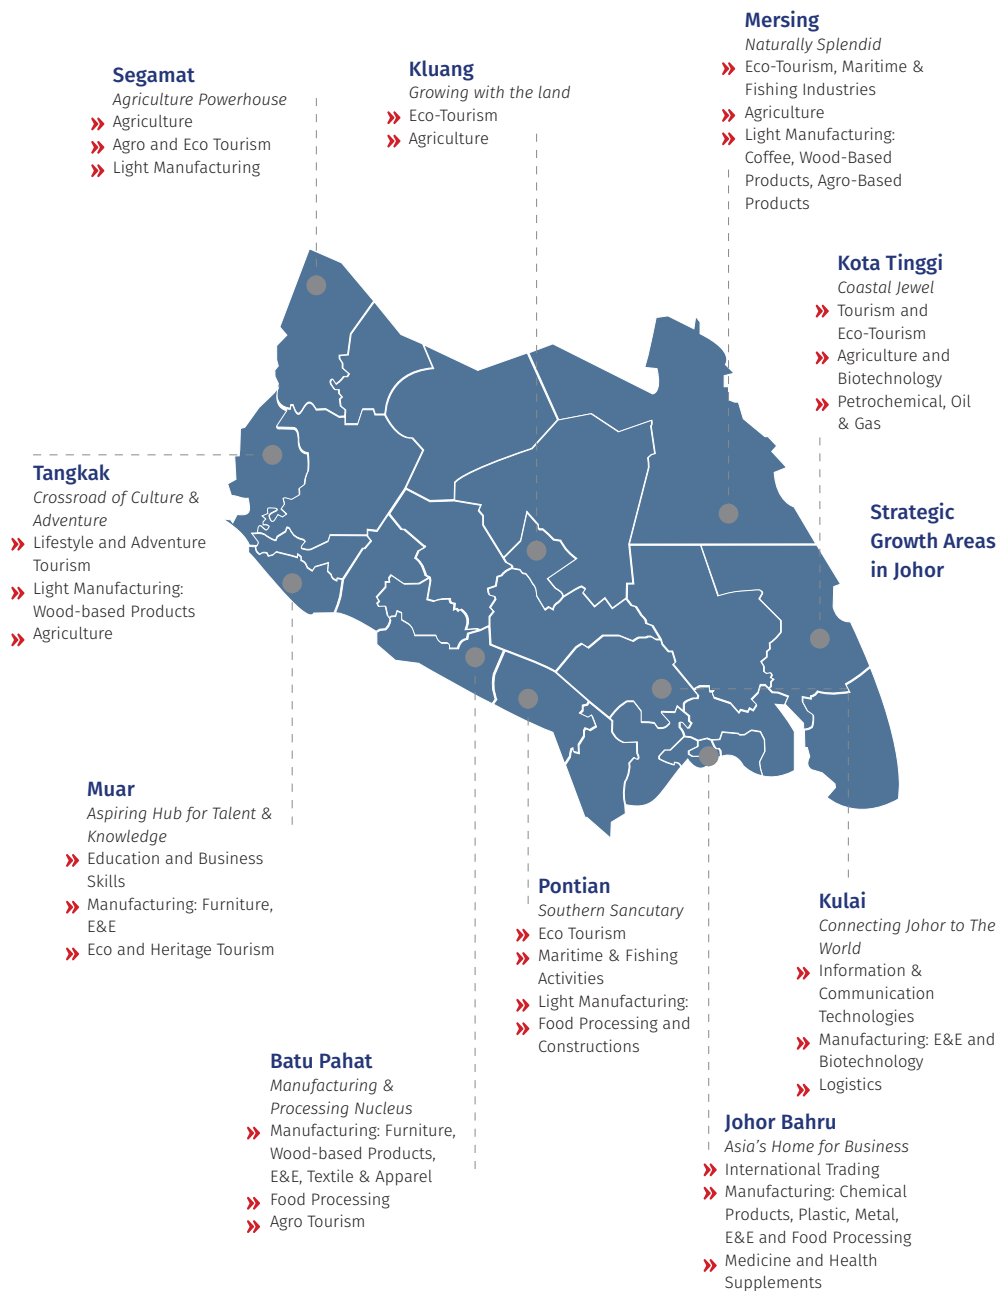 Mersing
Naturally Splendid
Eco-Tourism, Maritime &
Fishing Industries
Agriculture
Light Manufacturing:
Coffee, Wood-Based
Products, Agro-Based
Products
Segamat
Agriculture Powerhouse
Agriculture
Agro and Eco Tourism
Light Manufacturing
Kluang
Growing with the land
Eco-Tourism
Agriculture
Kota Tinggi
Coastal Jewel
Tourism and
Eco-Tourism
Agriculture and
Biotechnology
Petrochemical, Oil
& Gas
Tangkak
Crossroad of Culture &
Adventure
Lifestyle and Adventure
Tourism
Light Manufacturing:
Wood-based Products
Agriculture
Strategic
Growth Areas
in Johor
Muar
Aspiring Hub for Talent &
Knowledge
Education and Business
Skills
Manufacturing: Furniture,
E&E
Eco and Heritage Tourism
Pontian
Southern Sancutary
Eco Tourism
Maritime & Fishing
Activities
Light Manufacturing:
Food Processing and
Constructions
Kulai
Connecting Johor to The
World
Information &
Communication
Technologies
Manufacturing: E&E and
Biotechnology
Logistics
Batu Pahat
Manufacturing &
Processing Nucleus
Manufacturing: Furniture,
Wood-based Products,
E&E, Textile & Apparel
Food Processing
Agro Tourism
Johor Bahru
Asia's Home for Business
International Trading
Manufacturing: Chemical
Products, Plastic, Metal,
E&E and Food Processing
Medicine and Health
Supplements